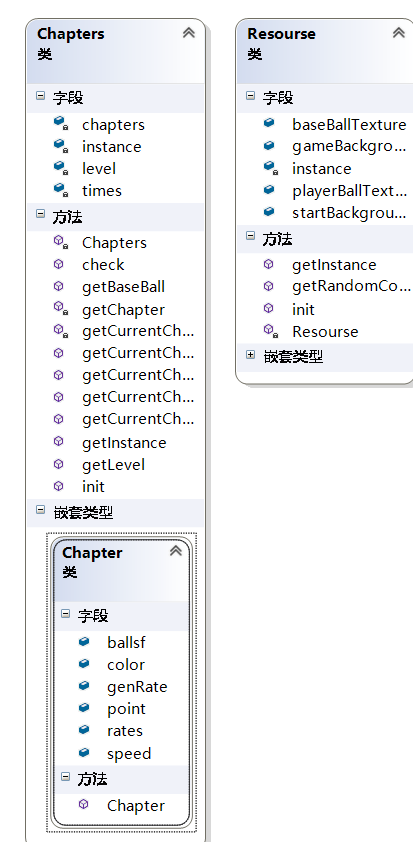 Chapters
类
字段
chapters
instance
level
times
方法
Chapters
check
getBaseBall
getChapter
getCurrentCh...
getCurrentCh...
getCurrentCh...
getCurrentCh...
getCurrentCh...
getInstance
getLevel
init
嵌套类型
Chapter
类
字段
ballsf
color
genRate
point
rates
speed
方法
Chapter
Resourse
类
字段
baseBallTexture
gameBackgro...
instance
playerBallText...
startBackgrou...
方法
getInstance
getRandomCo...
init
Resourse
嵌套类型